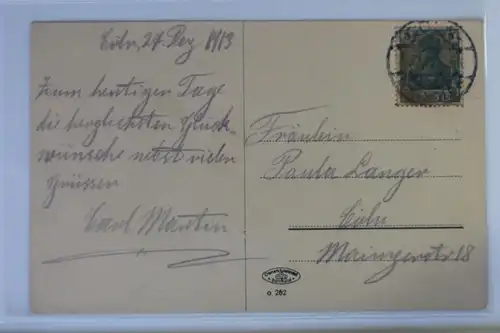 Cöln, 27. Dez 1913
Zum heutigen Tage
die herzlichsten Glück-
wünsche nebst vielen
Grüssen
Carl Martin
Fräulein
Paula Langer
Cöln
Mainzerstr 18
o. 262